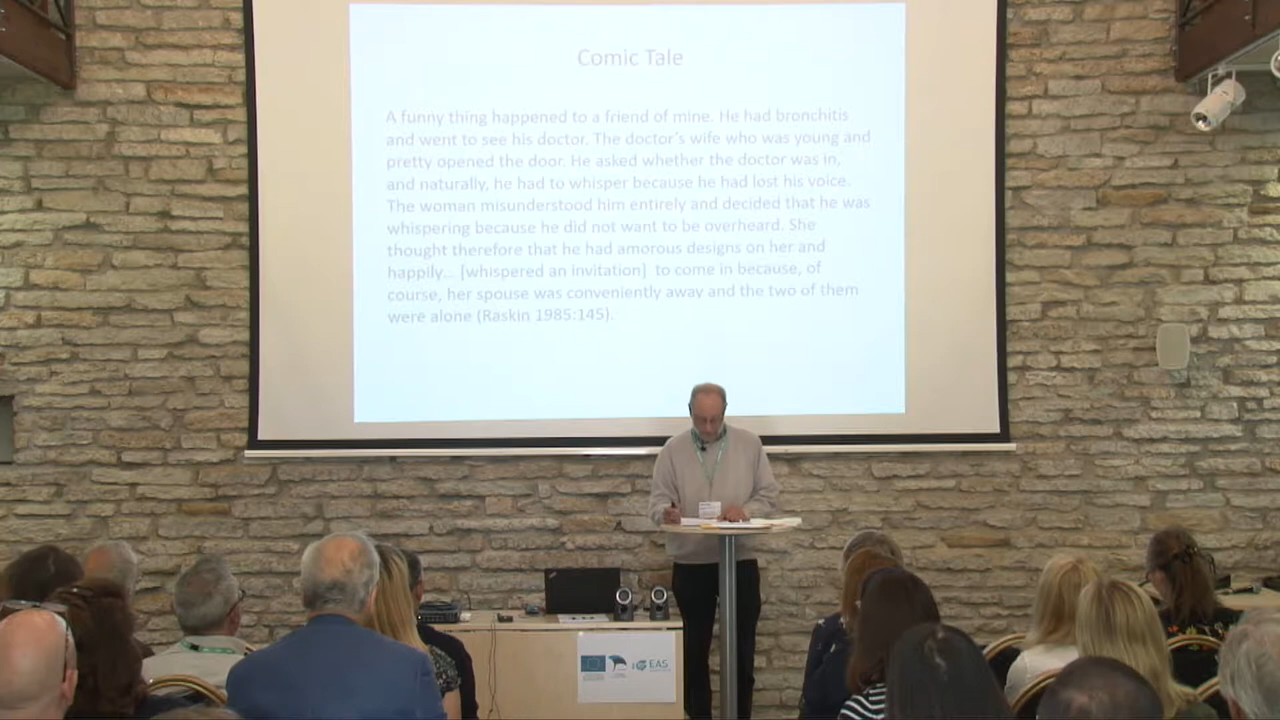 Comic Tale
A funny thing happened to a friend of mine. He had bronchitis
and went to see his doctor. The doctor's wife who was young and
pretty opened the door. He asked whether the doctor was in,
and naturally, he had to whisper because he had lost his voice.
The woman misunderstood him entirely and decided that he was
whispering because he did not want to be overheard. She
thought therefore that he had amorous designs on her and
happily... [whispered an invitation] to come in because, of
course, her spouse was conveniently away and the two of them
were alone (Raskin 1985:145).
EAS